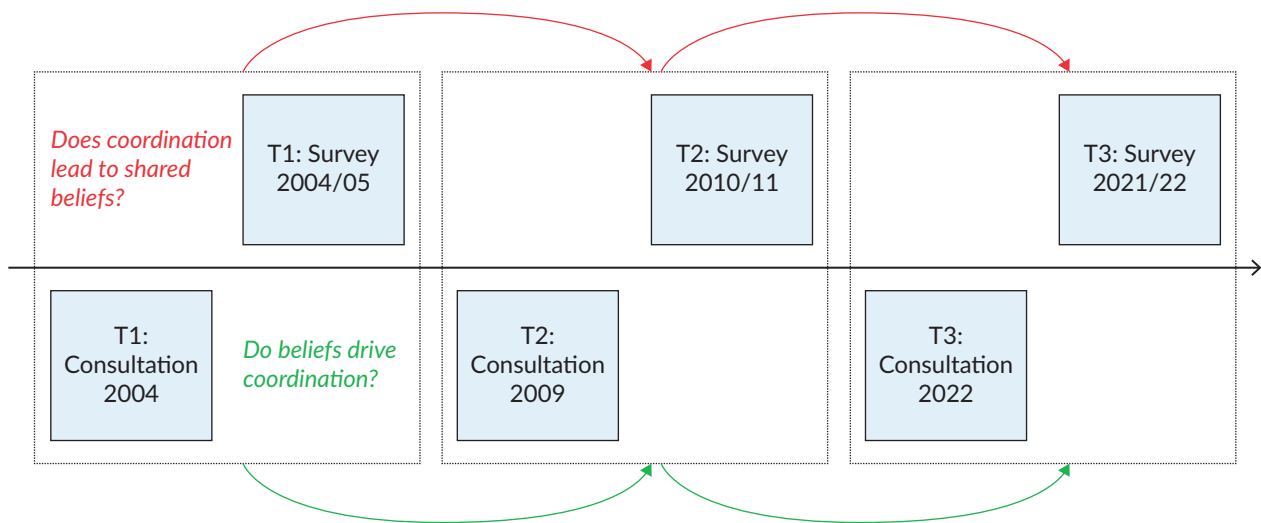 Does coordination
lead to shared
beliefs?
T1: Survey
2004/05
T2: Survey
2010/11
T3: Survey
2021/22
T1:
Consultation
2004
Do beliefs drive
coordination?
T2:
Consultation
2009
T3:
Consultation
2022